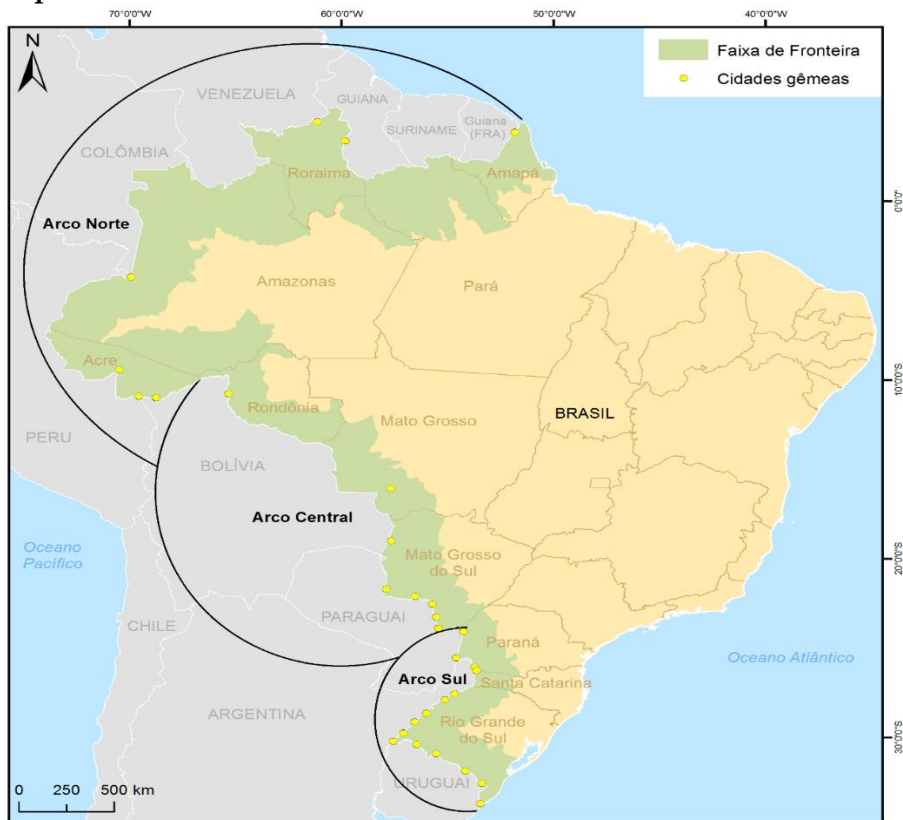 70°0'0"W
60°0'0"W
50°0'0"W
40°0'0"W
N
Faixa de Fronteira
Cidades gêmeas
VENEZUELA
GUIANA
SURINAME
Guiana
(FRA)
COLÔMBIA
Roraima
Amapá
0°0'0"
Arco Norte
Amazonas
Pará
Acre
10°0'0"S
Rondônia
Mato Grosso
BRASIL
PERU
BOLÍVIA
Arco Central
Oceano
Pacífico
Mato Grosso
do Sul
20°0'0"S
PARAGUAI
CHILE
Paraná
Oceano Atlântico
Arco Sul
Santa Catarina
ARGENTINA
Rio Grande
do Sul
30°0'0"S
URUGUAI
0 250 500 km